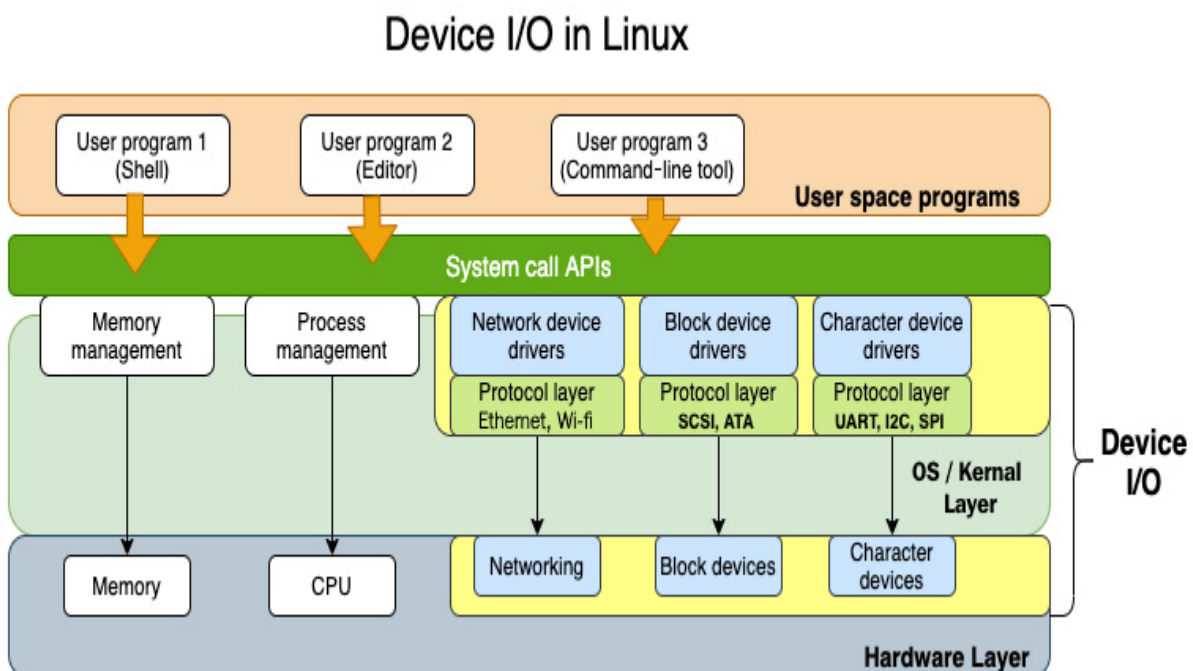 Device I/O in Linux
User program 1
(Shell)
User program 2
(Editor)
User program 3
(Command-line tool)
User space programs
System call APIs
Memory
management
Process
management
Network device
drivers
Block device
drivers
Character device
drivers
Protocol layer
Ethernet, Wi-fi
Protocol layer
SCSI, ATA
Protocol layer
UART, I2C, SPI
OS / Kernal
Layer
Device
I/O
Memory
CPU
Networking
Block devices
Character
devices
Hardware Layer